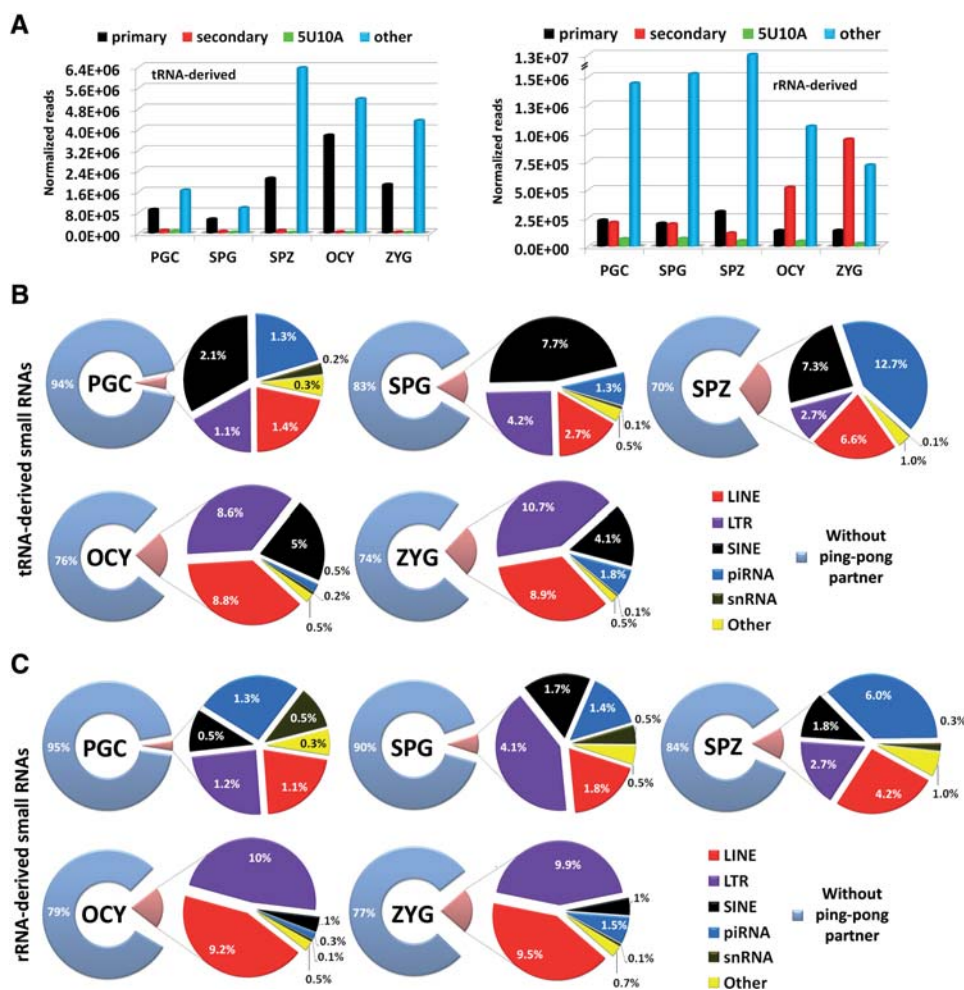 A
primary secondary 5U10A other
tRNA-derived
Normalized reads
6.4E+06
5.6E+06
4.8E+06
4.0E+06
3.2E+06
2.4E+06
1.6E+06
8.0E+05
0.0E+00
PGC SPG SPZ OCY ZYG
primary secondary 5U10A other
rRNA-derived
Normalized reads
1.3E+07
1.5E+06
1.3E+06
1.0E+06
7.5E+05
5.0E+05
2.5E+05
0.0E+00
PGC SPG SPZ OCY ZYG
B
tRNA-derived small RNAs
94% PGC
2.1% 1.3% 0.2% 0.3% 1.4% 1.1%
83% SPG
7.7% 1.3% 0.1% 0.5% 2.7% 4.2%
70% SPZ
7.3% 12.7% 0.1% 1.0% 6.6% 2.7%
76% OCY
8.6% 5% 0.5% 0.2% 0.5% 8.8%
74% ZYG
10.7% 4.1% 1.8% 0.1% 0.5% 8.9%
LINE
LTR
SINE
piRNA
snRNA
Other
Without
ping-pong
partner
C
rRNA-derived small RNAs
95% PGC
0.5% 1.3% 0.5% 0.3% 1.1% 1.2%
90% SPG
4.1% 1.7% 1.4% 0.5% 0.5% 1.8%
84% SPZ
1.8% 6.0% 0.3% 1.0% 4.2% 2.7%
79% OCY
10% 1% 0.3% 0.1% 0.5% 9.2%
77% ZYG
9.9% 1% 1.5% 0.1% 0.7% 9.5%
LINE
LTR
SINE
piRNA
snRNA
Other
Without
ping-pong
partner